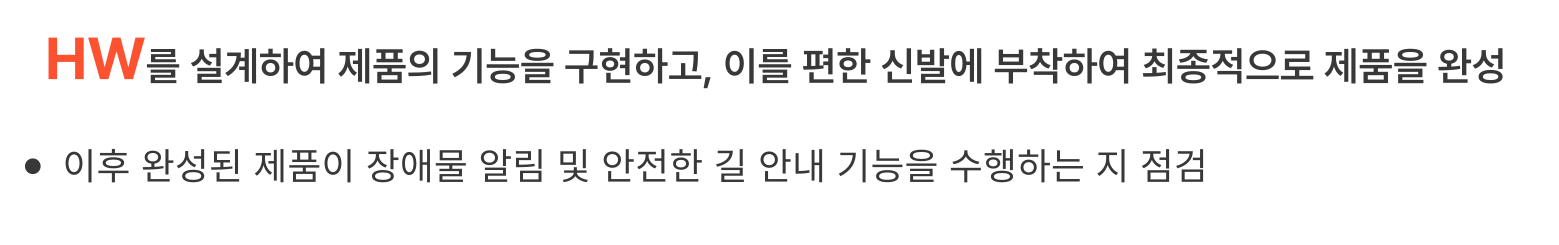 HW를 설계하여 제품의 기능을 구현하고, 이를 편한 신발에 부착하여 최종적으로 제품을 완성
• 이후 완성된 제품이 장애물 알림 및 안전한 길 안내 기능을 수행하는 지 점검